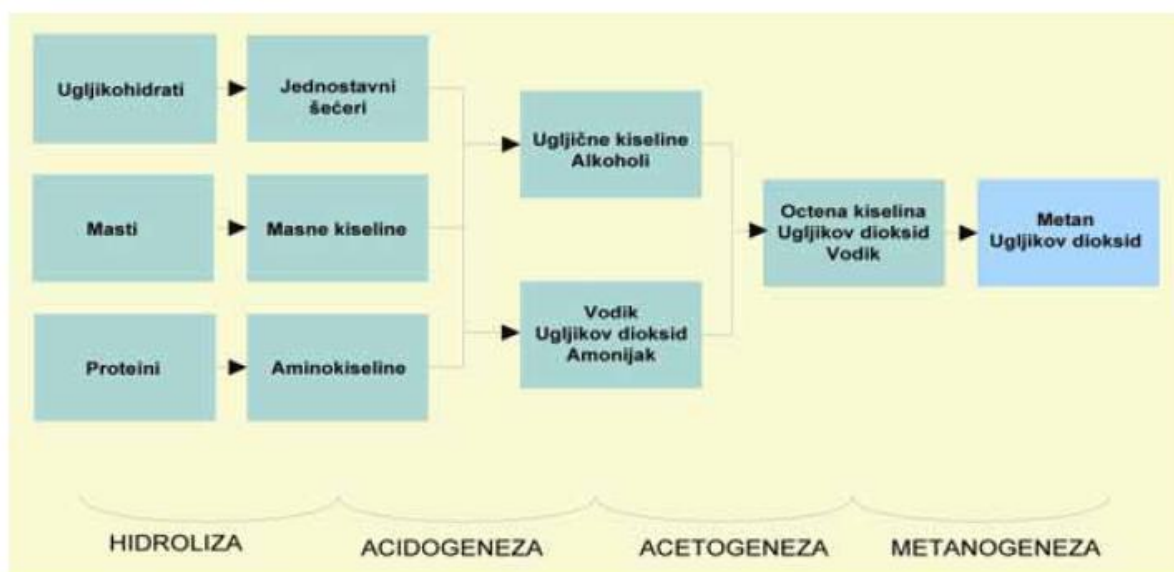 Ugljikohidrati
Jednostavni
šećeri
Ugljične kiseline
Alkoholi
Masti
Masne kiseline
Octena kiselina
Ugljikov dioksid
Vodik
Metan
Ugljikov dioksid
Proteini
Aminokiseline
Vodik
Ugljikov dioksid
Amonijak
HIDROLIZA
ACIDOGENEZA
ACETOGENEZA
METANOGENEZA